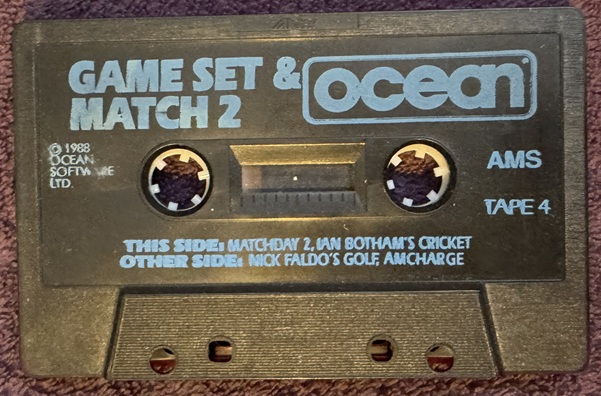 GAME SET &
MATCH 2
ocean
© 1988
OCEAN
SOFTWARE
LTD.
AMS
TAPE 4
THIS SIDE: MATCHDAY 2, IAN BOTHAM'S CRICKET
OTHER SIDE: NICK FALDO'S GOLF, AMCHARGE